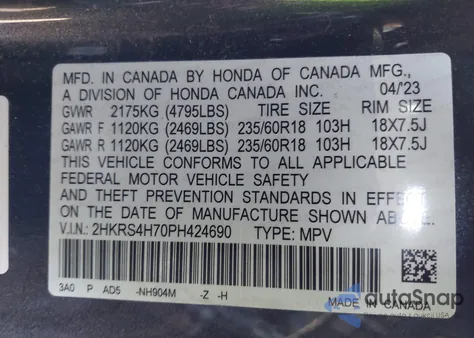 MFD. IN CANADA BY HONDA OF CANADA MFG.,
A DIVISION OF HONDA CANADA INC. 04/'23
GVWR 2175KG (4795LBS) TIRE SIZE RIM SIZE
GAWR F 1120KG (2469LBS) 235/60R18 103H 18X7.5J
GAWR R 1120KG (2469LBS) 235/60R18 103H 18X7.5J
THIS VEHICLE CONFORMS TO ALL APPLICABLE
FEDERAL MOTOR VEHICLE SAFETY
AND THEFT PREVENTION STANDARDS IN EFFECT
ON THE DATE OF MANUFACTURE SHOWN ABOVE.
V.I.N.: 2HKRS4H70PH424690 TYPE: MPV
3A0 P AD5 -NH904M -Z -H
MADE IN CANADA
autoSnap